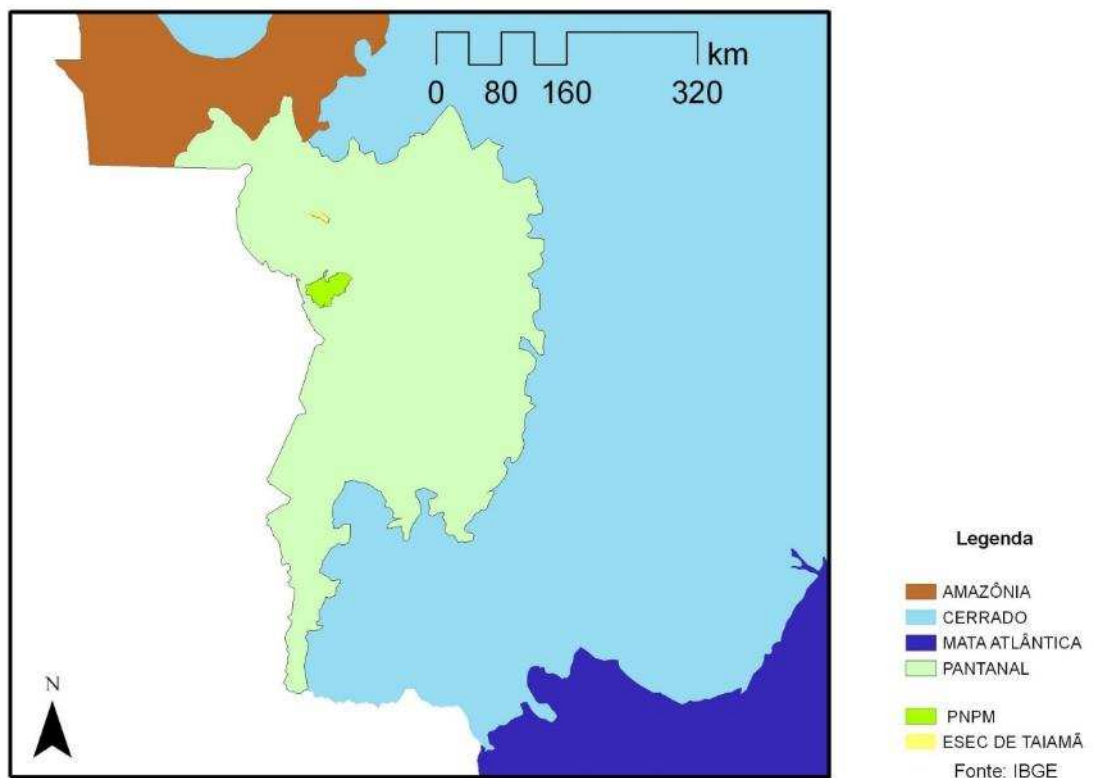 km
0 80 160 320
N
Legenda
AMAZÔNIA
CERRADO
MATA ATLÂNTICA
PANTANAL
PNPM
ESEC DE TAIAMÃ
Fonte: IBGE